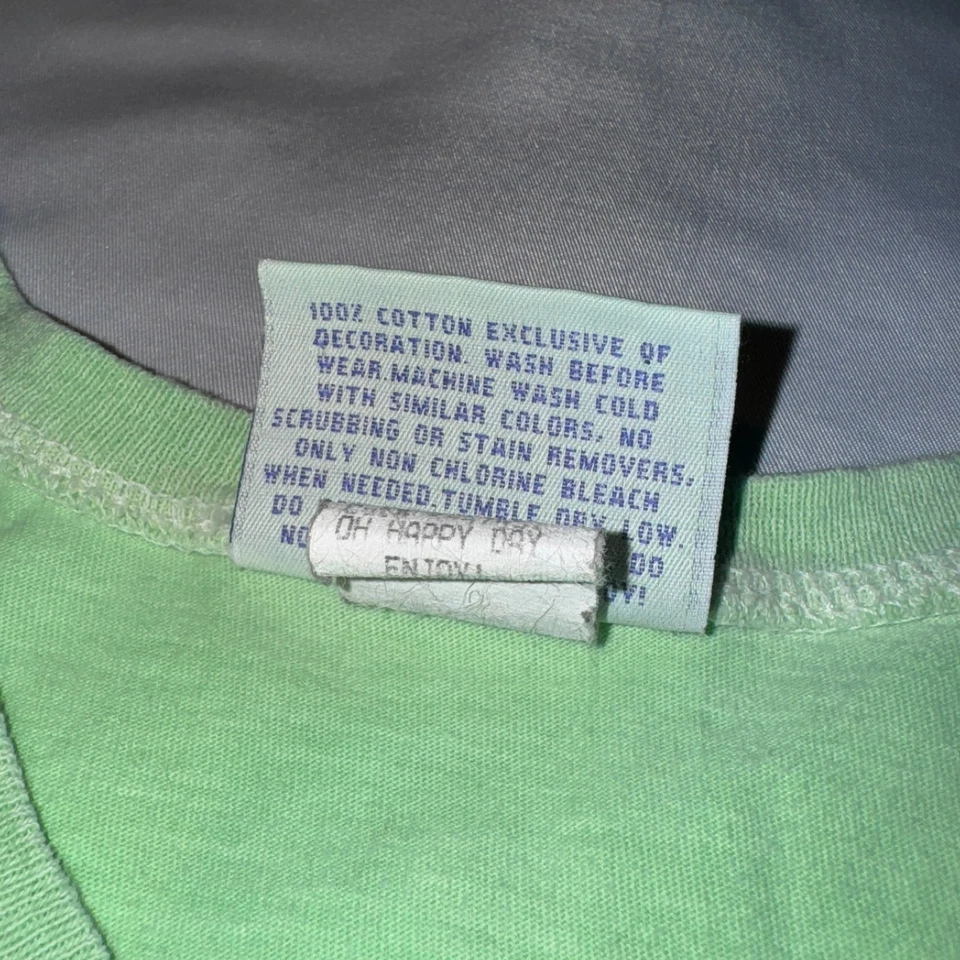 100% COTTON EXCLUSIVE OF
DECORATION. WASH BEFORE
WEAR.MACHINE WASH COLD
WITH SIMILAR COLORS. NO
SCRUBBING OR STAIN REMOVERS.
ONLY NON CHLORINE BLEACH
WHEN NEEDED.TUMBLE DRY LOW.
DO
OH HAPPY DAY
ENJOY!